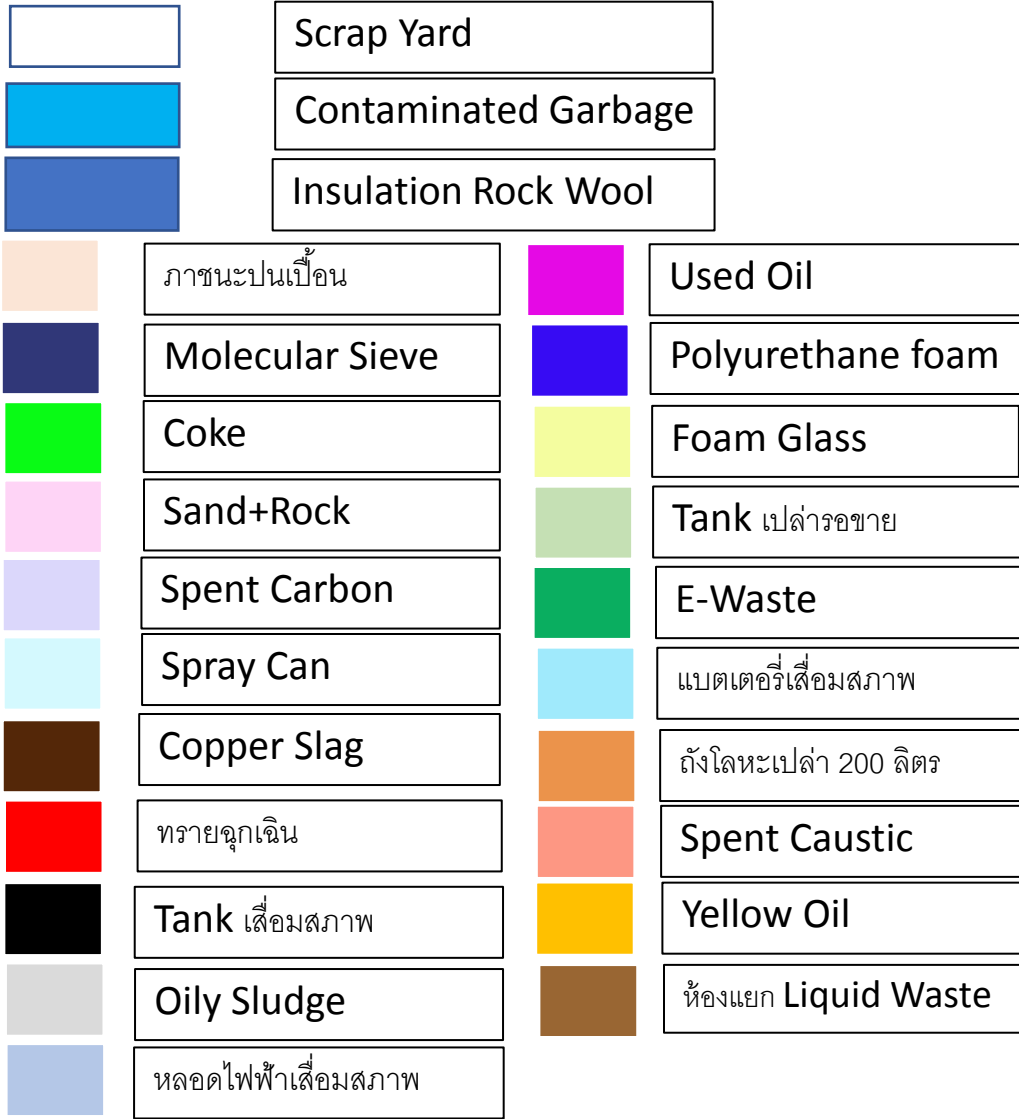 Scrap Yard
Contaminated Garbage
Insulation Rock Wool
ภาชนะปนเปื้อน
Molecular Sieve
Coke
Sand+Rock
Spent Carbon
Spray Can
Copper Slag
ทรายฉุกเฉิน
Tank เสื่อมสภาพ
Oily Sludge
หลอดไฟฟ้าเสื่อมสภาพ
Used Oil
Polyurethane foam
Foam Glass
Tank เปล่ารอขาย
E-Waste
แบตเตอรี่เสื่อมสภาพ
ถังโลหะเปล่า 200 ลิตร
Spent Caustic
Yellow Oil
ห้องแยก Liquid Waste